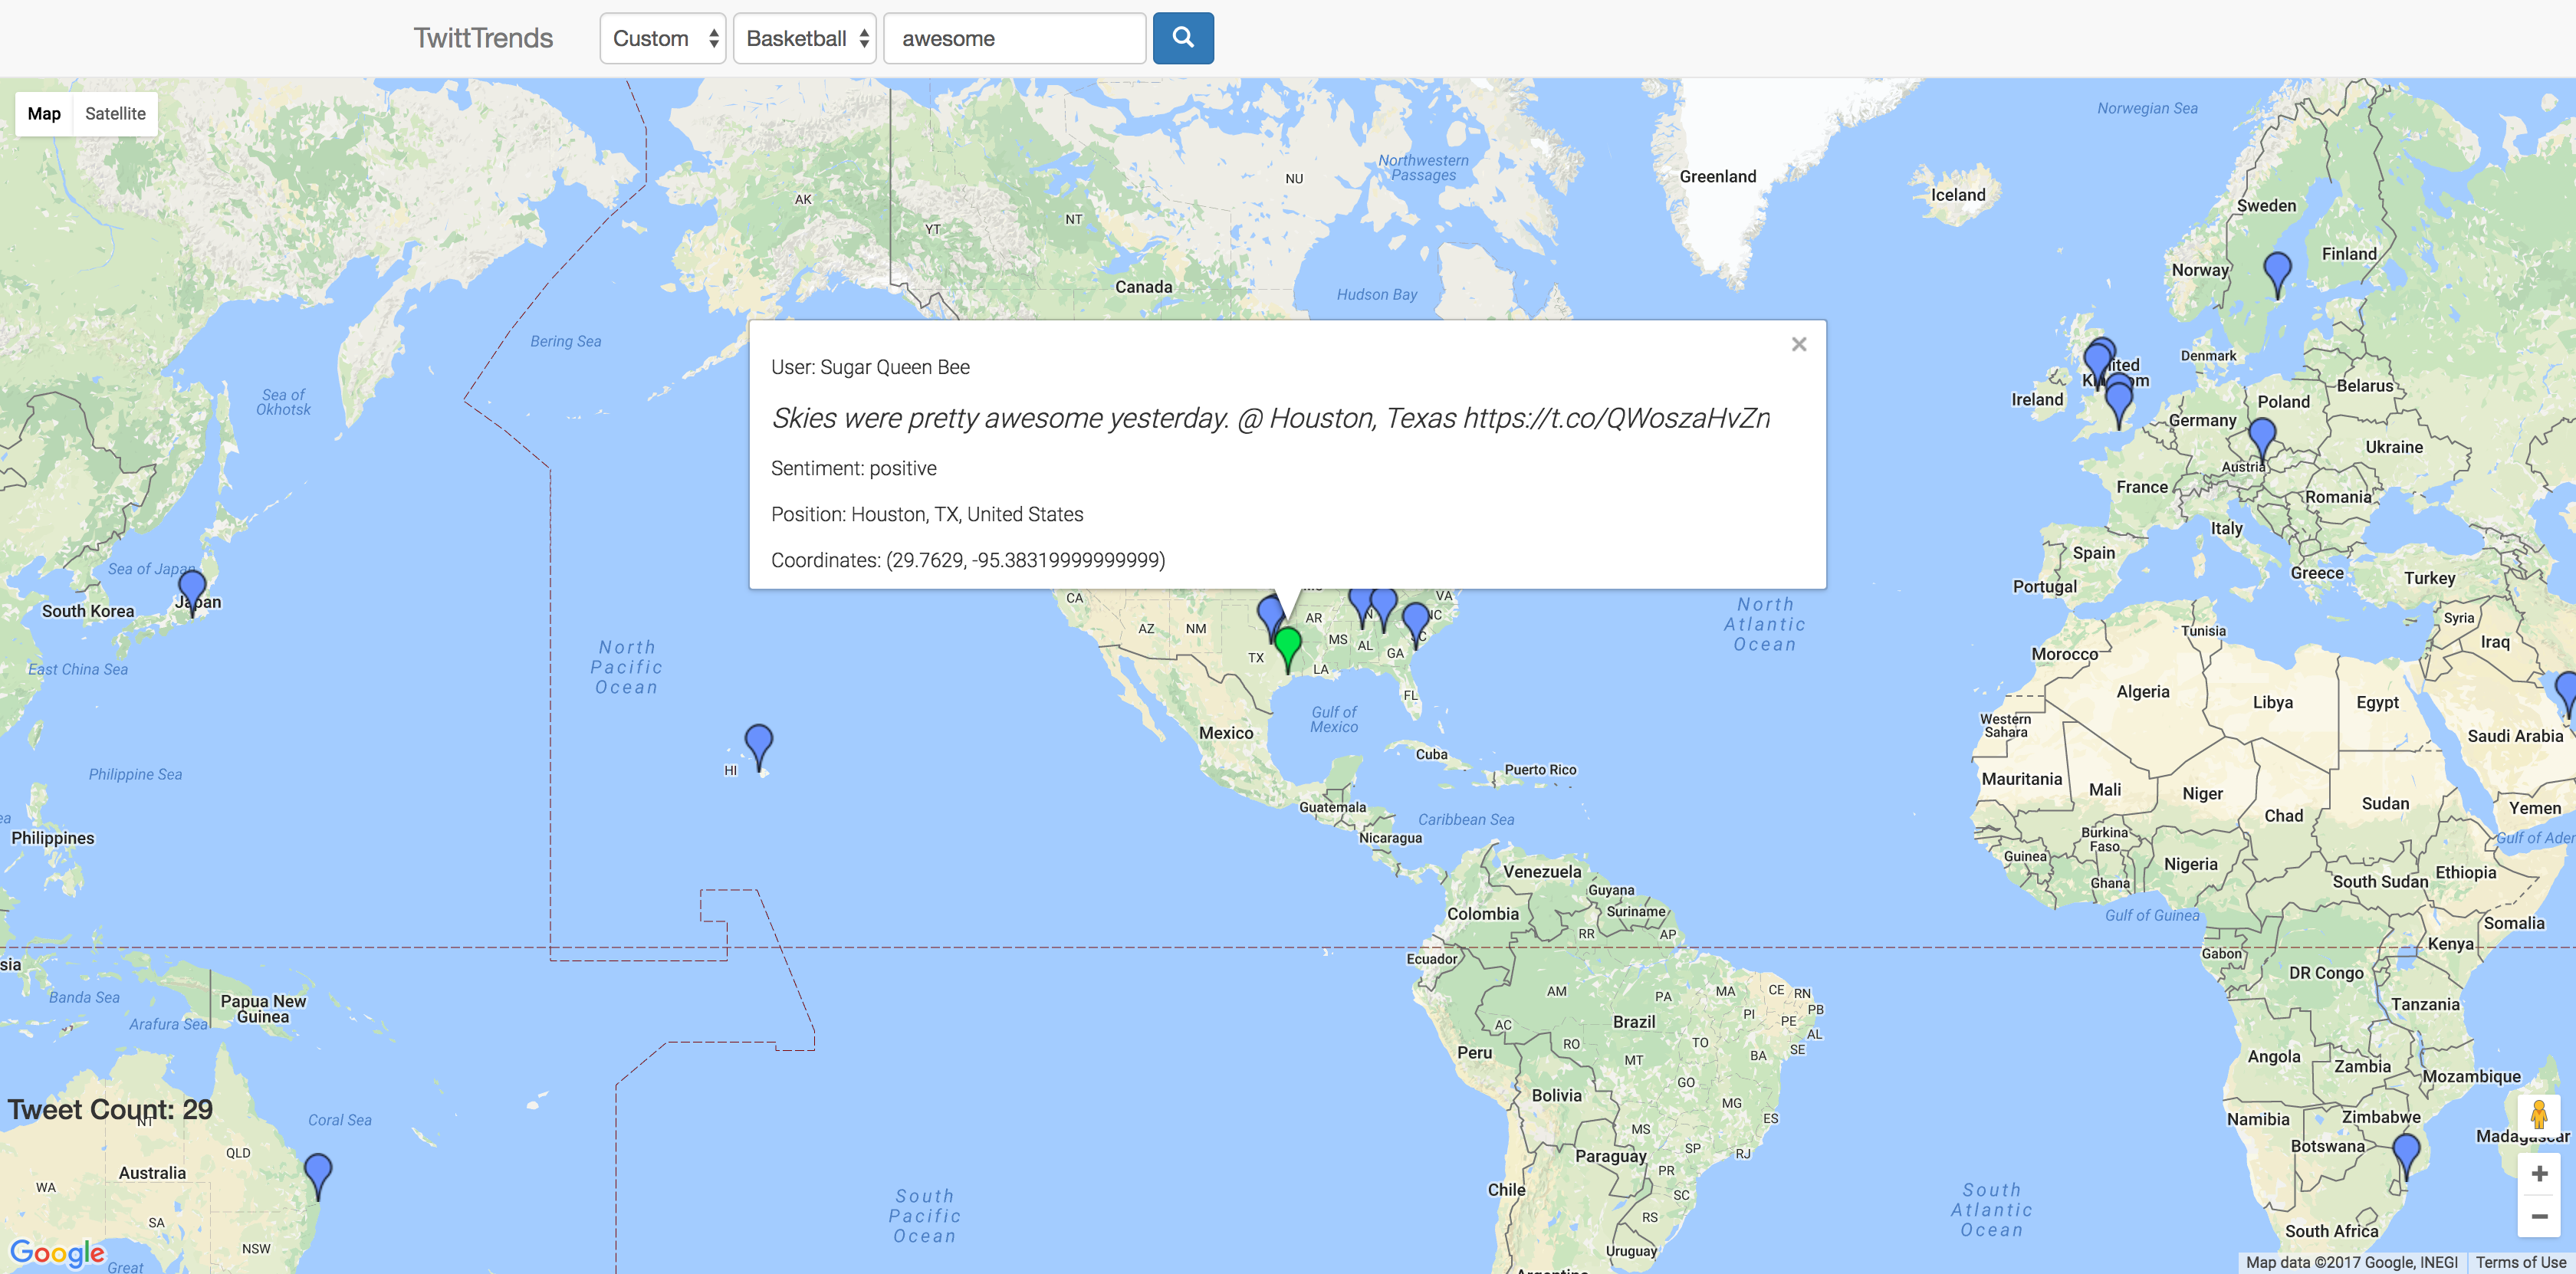 TwittTrends
Custom
Basketball
awesome
Map
Satellite
Norwegian Sea
Northwestern
Passages
NU
Greenland
Iceland
AK
NT
YT
Sweden
Finland
Norway
Canada
Hudson Bay
Bering Sea
Sea of
Okhotsk
Denmark
Belarus
Ireland
Poland
Germany
Ukraine
Austria
France
Romania
Italy
Spain
Greece
Portugal
Turkey
User: Sugar Queen Bee
Skies were pretty awesome yesterday. @ Houston, Texas https://t.co/QWoszaHvZn
Sentiment: positive
Position: Houston, TX, United States
Coordinates: (29.7629, -95.38319999999999)
Sea of Japan
Japan
South Korea
East China Sea
CA
AZ
NM
AR
VA
NC
SC
MS
AL
GA
TX
LA
FL
North
Pacific
Ocean
North
Atlantic
Ocean
Syria
Iraq
Tunisia
Morocco
Algeria
Libya
Egypt
Western
Sahara
Saudi Arabia
Gulf of
Mexico
Mexico
Cuba
Puerto Rico
HI
Philippine Sea
Guatemala
Caribbean Sea
Nicaragua
Philippines
Mauritania
Mali
Niger
Chad
Sudan
Yemen
Gulf of Aden
Burkina
Faso
Guinea
Nigeria
Ghana
South Sudan
Ethiopia
Gulf of Guinea
Somalia
Venezuela
Guyana
Suriname
Colombia
RR
AP
Ecuador
Gabon
Kenya
DR Congo
Tanzania
sia
Banda Sea
Papua New
Guinea
Arafura Sea
AM
PA
MA
CE
RN
PB
PI
PE
AL
SE
AC
Brazil
Peru
RO
TO
MT
BA
GO
Bolivia
MG
ES
MS
SP
RJ
Paraguay
PR
SC
RS
Chile
Uruguay
Argentina
Angola
Zambia
Mozambique
Namibia
Zimbabwe
Botswana
Madagascar
South Africa
Tweet Count: 29
NT
Coral Sea
QLD
Australia
WA
SA
NSW
Great
South
Pacific
Ocean
South
Atlantic
Ocean
Google
Map data ©2017 Google, INEGI
Terms of Use